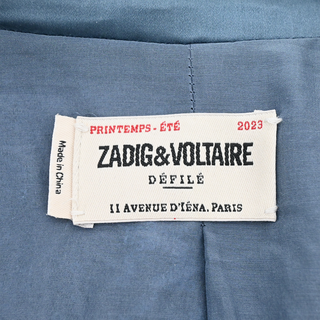 PRINTEMPS - ÉTÉ 2023
ZADIG&VOLTAIRE
DÉFILÉ
11 AVENUE D'IÉNA. PARIS
Made in
China